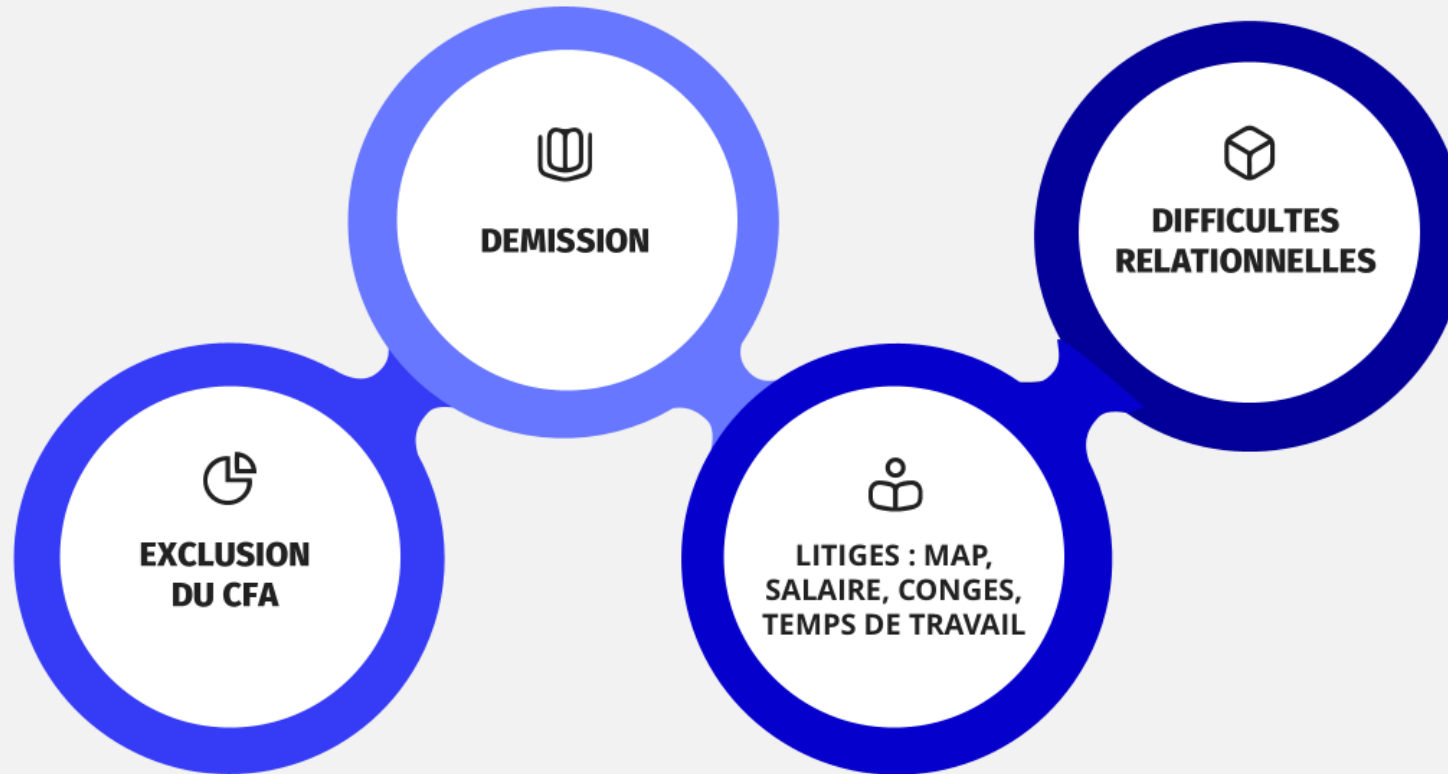 EXCLUSION
DU CFA
DEMISSION
LITIGES : MAP,
SALAIRE, CONGES,
TEMPS DE TRAVAIL
DIFFICULTES
RELATIONNELLES